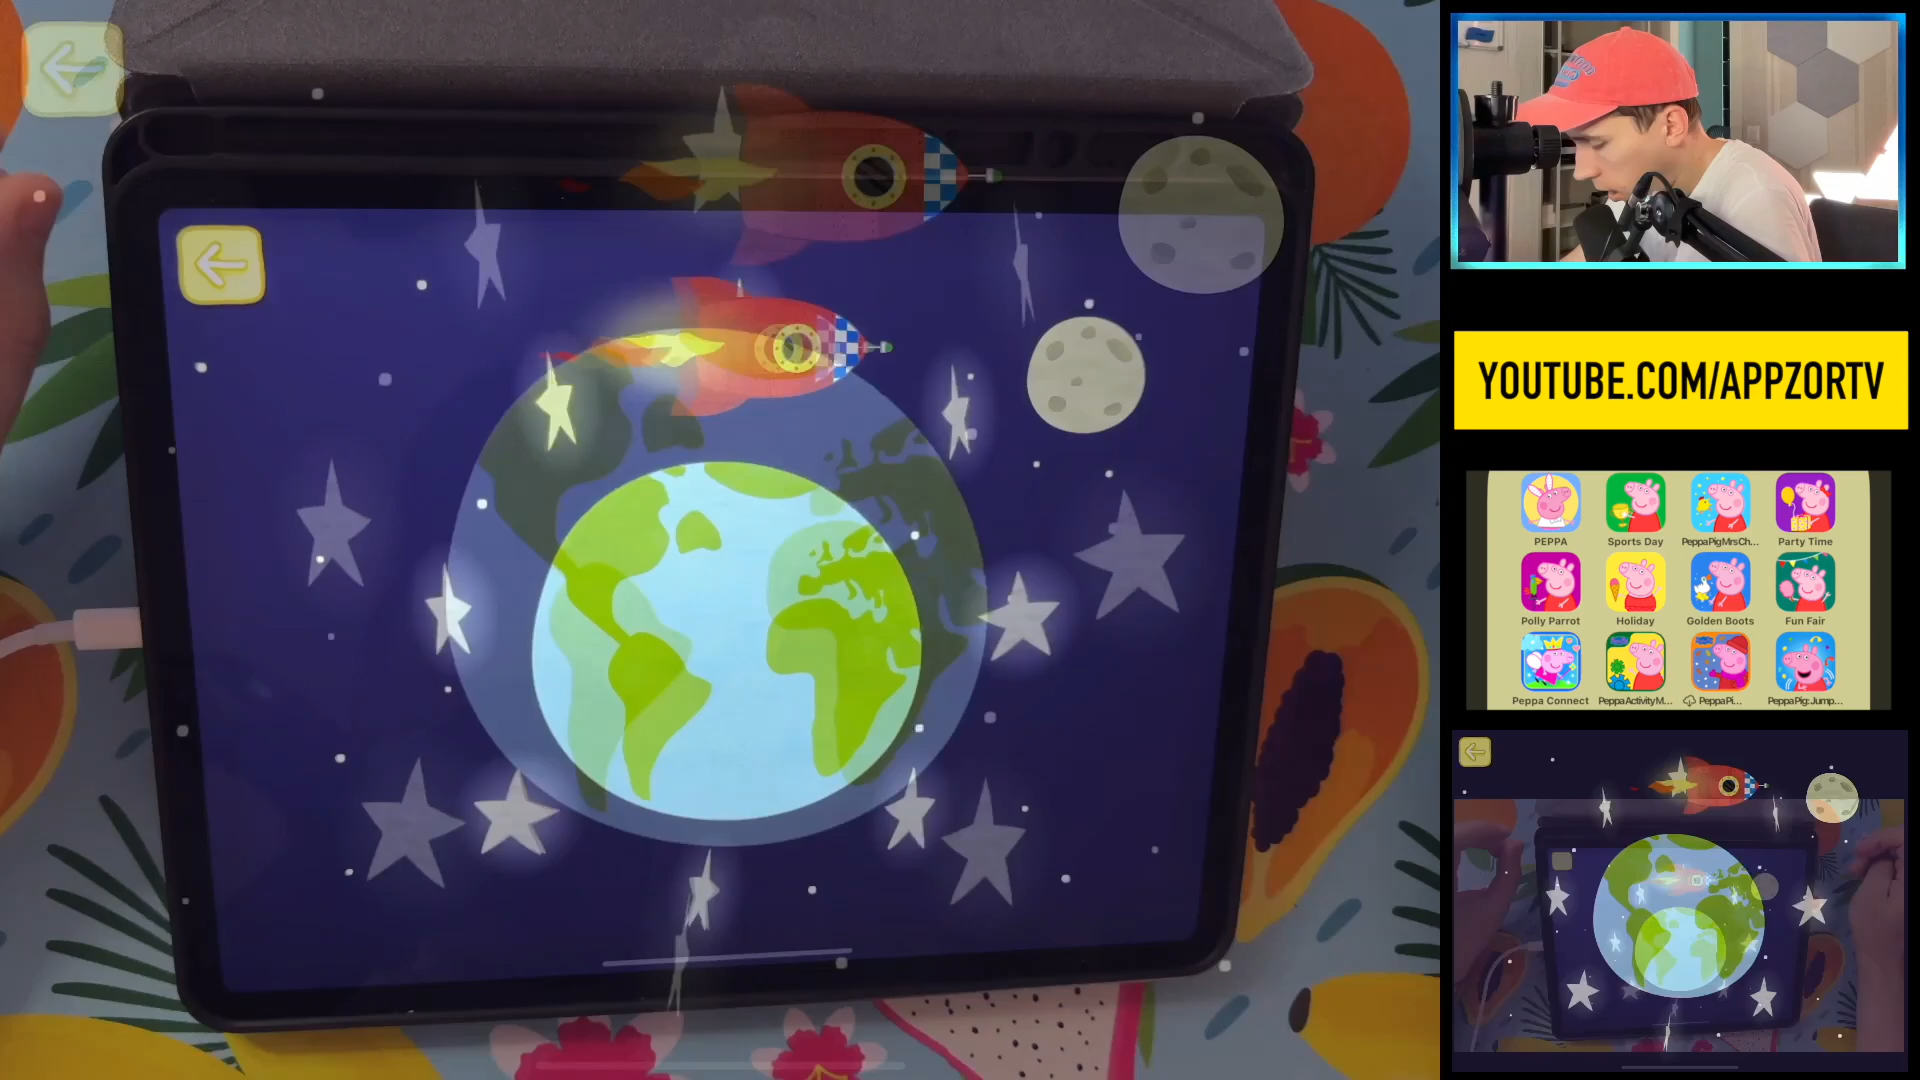 YOUTUBE.COM/APPZORTV
PEPPA
Sports Day
PeppaPigMrsCh...
Party Time
Polly Parrot
Holiday
Golden Boots
Fun Fair
Peppa Connect
PeppaActivityM...
PeppaPi...
PeppaPig:Jump...